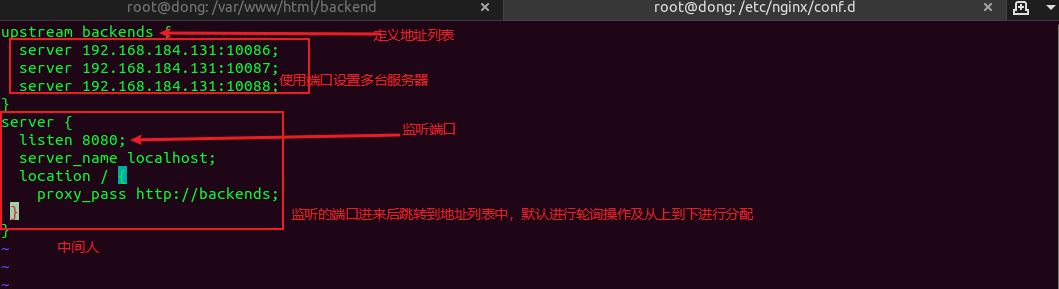 root@dong: /var/www/html/backend
root@dong: /etc/nginx/conf.d
upstream backends {
定义地址列表
server 192.168.184.131:10086;
server 192.168.184.131:10087;
server 192.168.184.131:10088;
使用端口设置多台服务器
}
server {
listen 8080;
监听端口
server_name localhost;
location / {
proxy_pass http://backends;
}
监听的端口进来后跳转到地址列表中，默认进行轮询操作及从上到下进行分配
}
~
中间人
~
~